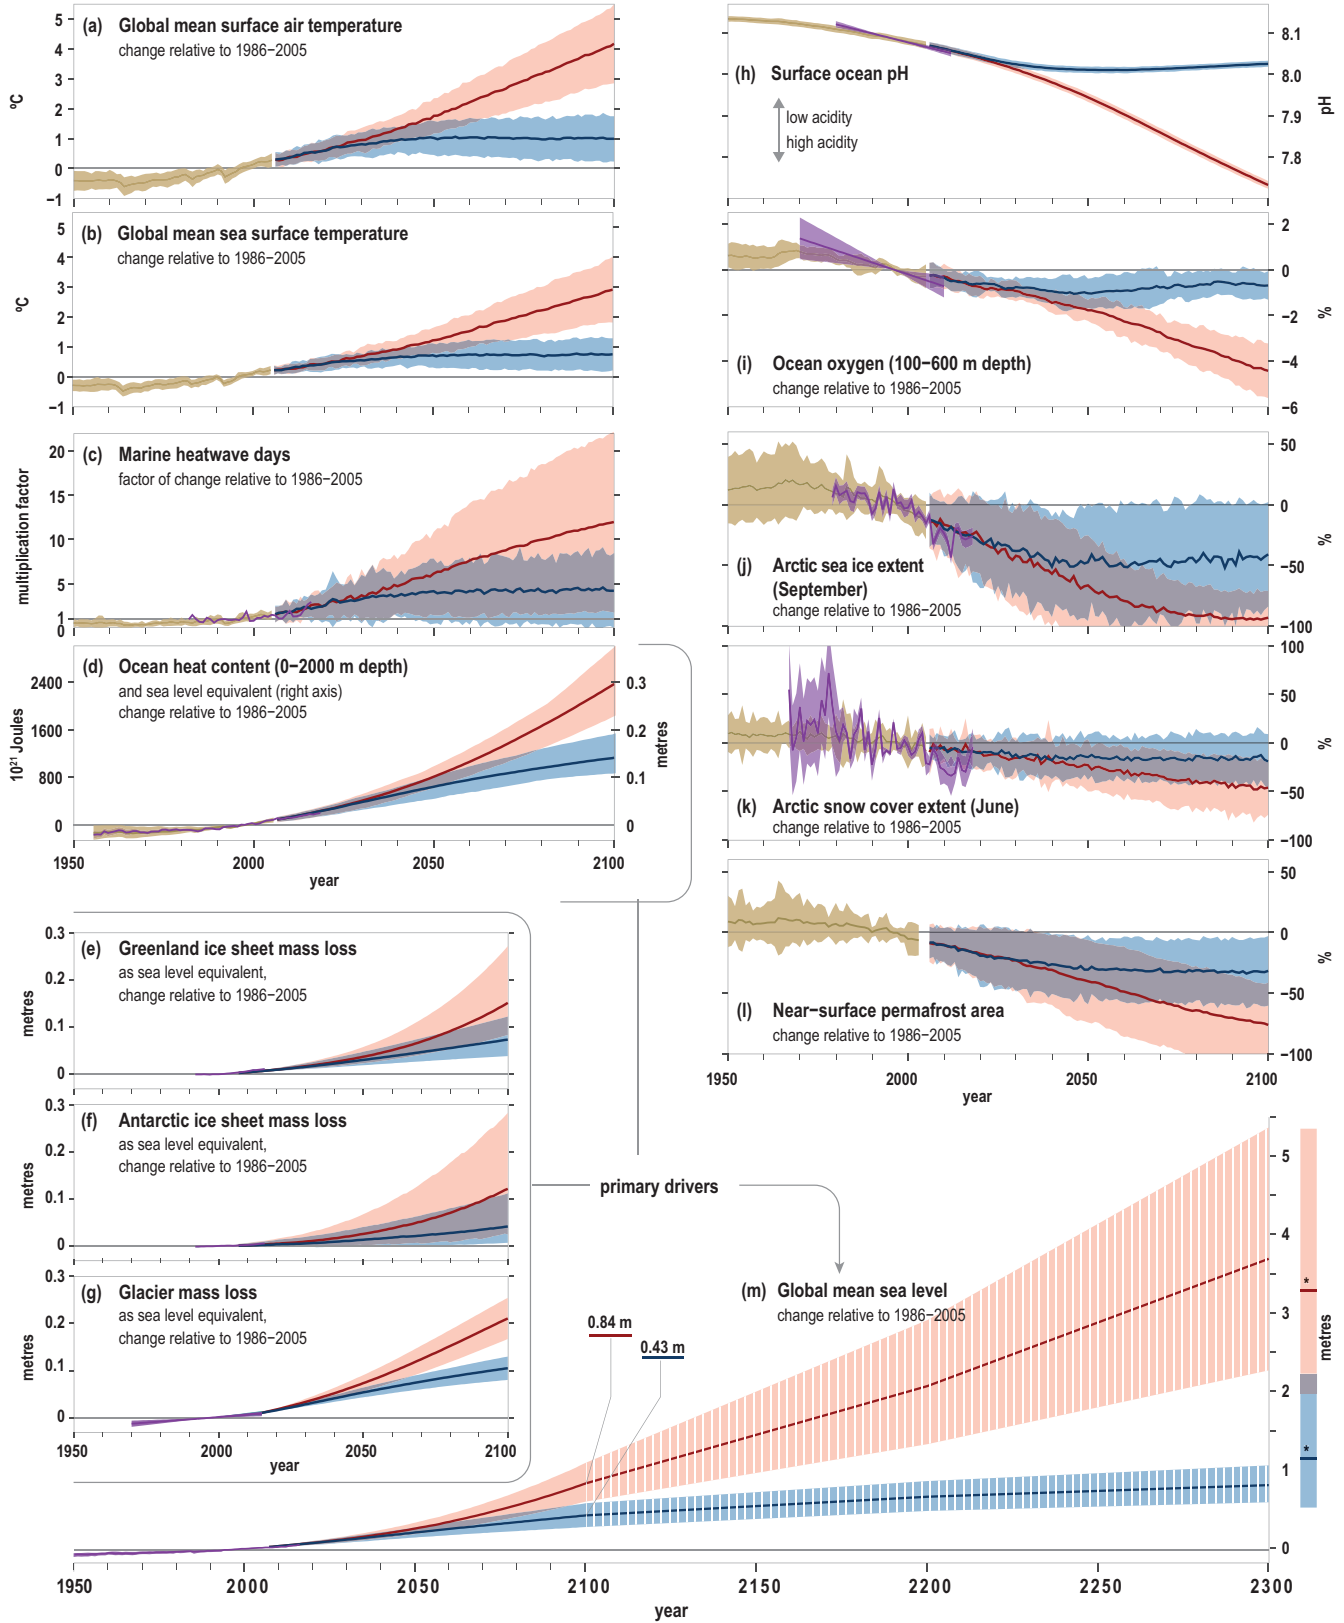 (a) Global mean surface air temperature
change relative to 1986–2005
5
4
3
2
1
0
−1
ºC
(b) Global mean sea surface temperature
change relative to 1986–2005
5
4
3
2
1
0
−1
ºC
(c) Marine heatwave days
factor of change relative to 1986–2005
20
15
10
5
1
0
multiplication factor
(d) Ocean heat content (0–2000 m depth)
and sea level equivalent (right axis)
change relative to 1986–2005
2400
1600
800
0
10²¹ Joules
0.3
0.2
0.1
0
metres
1950 2000 2050 2100
year
(e) Greenland ice sheet mass loss
as sea level equivalent,
change relative to 1986–2005
0.3
0.2
0.1
0
metres
(f) Antarctic ice sheet mass loss
as sea level equivalent,
change relative to 1986–2005
0.3
0.2
0.1
0
metres
(g) Glacier mass loss
as sea level equivalent,
change relative to 1986–2005
0.3
0.2
0.1
0
metres
1950 2000 2050 2100
year
(h) Surface ocean pH
low acidity
high acidity
8.1
8.0
7.9
7.8
pH
(i) Ocean oxygen (100–600 m depth)
change relative to 1986–2005
2
0
−2
−4
−6
%
(j) Arctic sea ice extent
(September)
change relative to 1986–2005
50
0
−50
−100
%
(k) Arctic snow cover extent (June)
change relative to 1986–2005
100
50
0
−50
−100
%
(l) Near–surface permafrost area
change relative to 1986–2005
50
0
−50
−100
%
1950 2000 2050 2100
year
primary drivers
(m) Global mean sea level
change relative to 1986–2005
0.84 m
0.43 m
5
4
3
2
1
0
*
*
metres
1950 2000 2050 2100 2150 2200 2250 2300
year